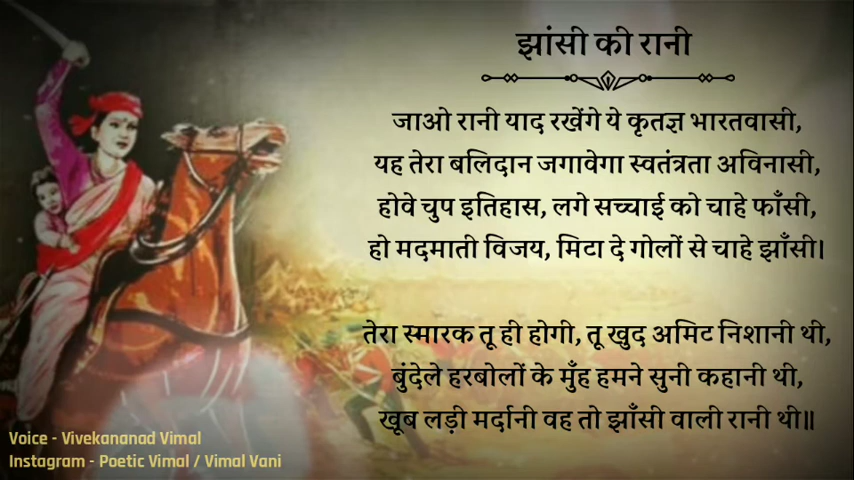 झांसी की रानी
जाओ रानी याद रखेंगे ये कृतज्ञ भारतवासी,
यह तेरा बलिदान जगावेगा स्वतंत्रता अविनासी,
होवे चुप इतिहास, लगे सच्चाई को चाहे फाँसी,
हो मदमाती विजय, मिटा दे गोलों से चाहे झाँसी।
तेरा स्मारक तू ही होगी, तू खुद अमिट निशानी थी,
बुंदेले हरबोलों के मुँह हमने सुनी कहानी थी,
खूब लड़ी मर्दानी वह तो झाँसी वाली रानी थी॥
Voice - Vivekananad Vimal
Instagram - Poetic Vimal / Vimal Vani